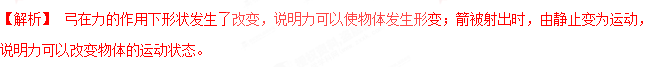 【解析】 弓在力的作用下形状发生了改变，说明力可以使物体发生形变；箭被射出时，由静止变为运动，
说明力可以改变物体的运动状态。